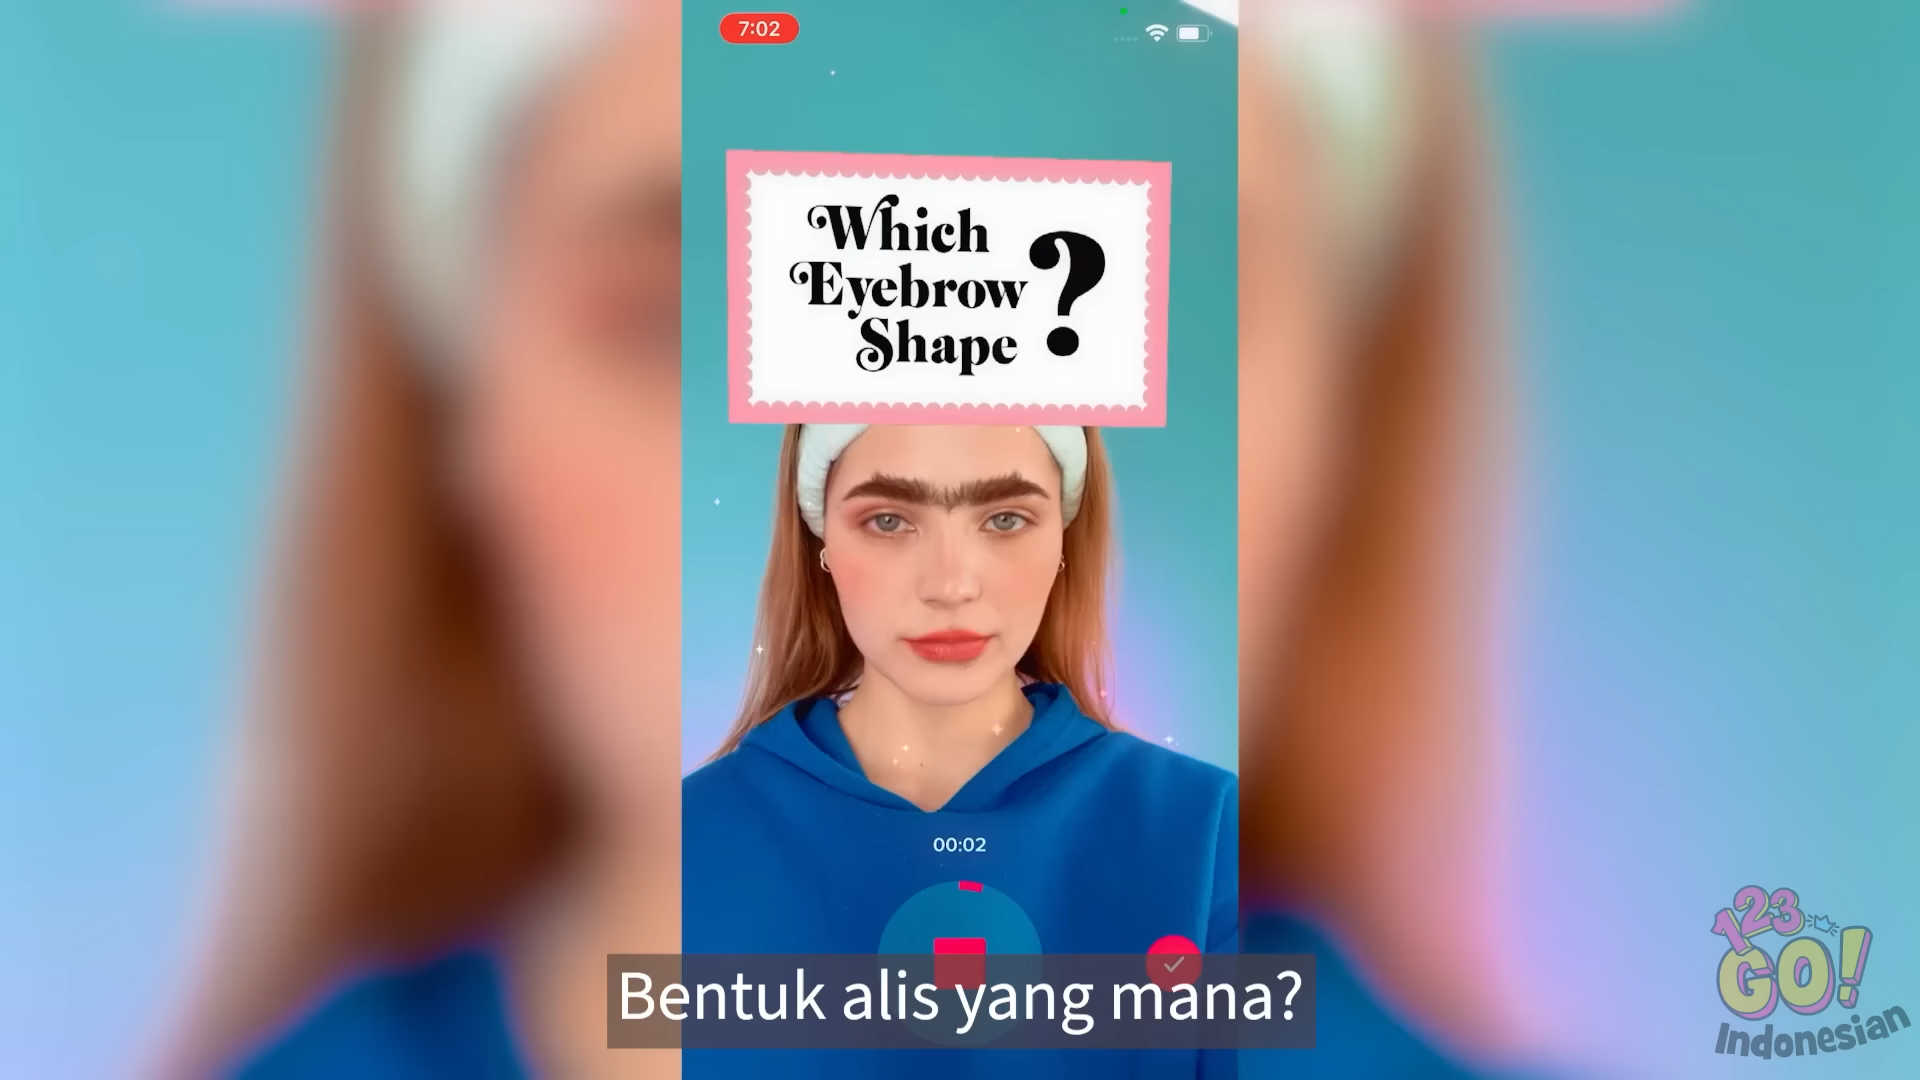 7:02
Which
Eyebrow
Shape
?
00:02
Bentuk alis yang mana?
123
GO!
Indonesian